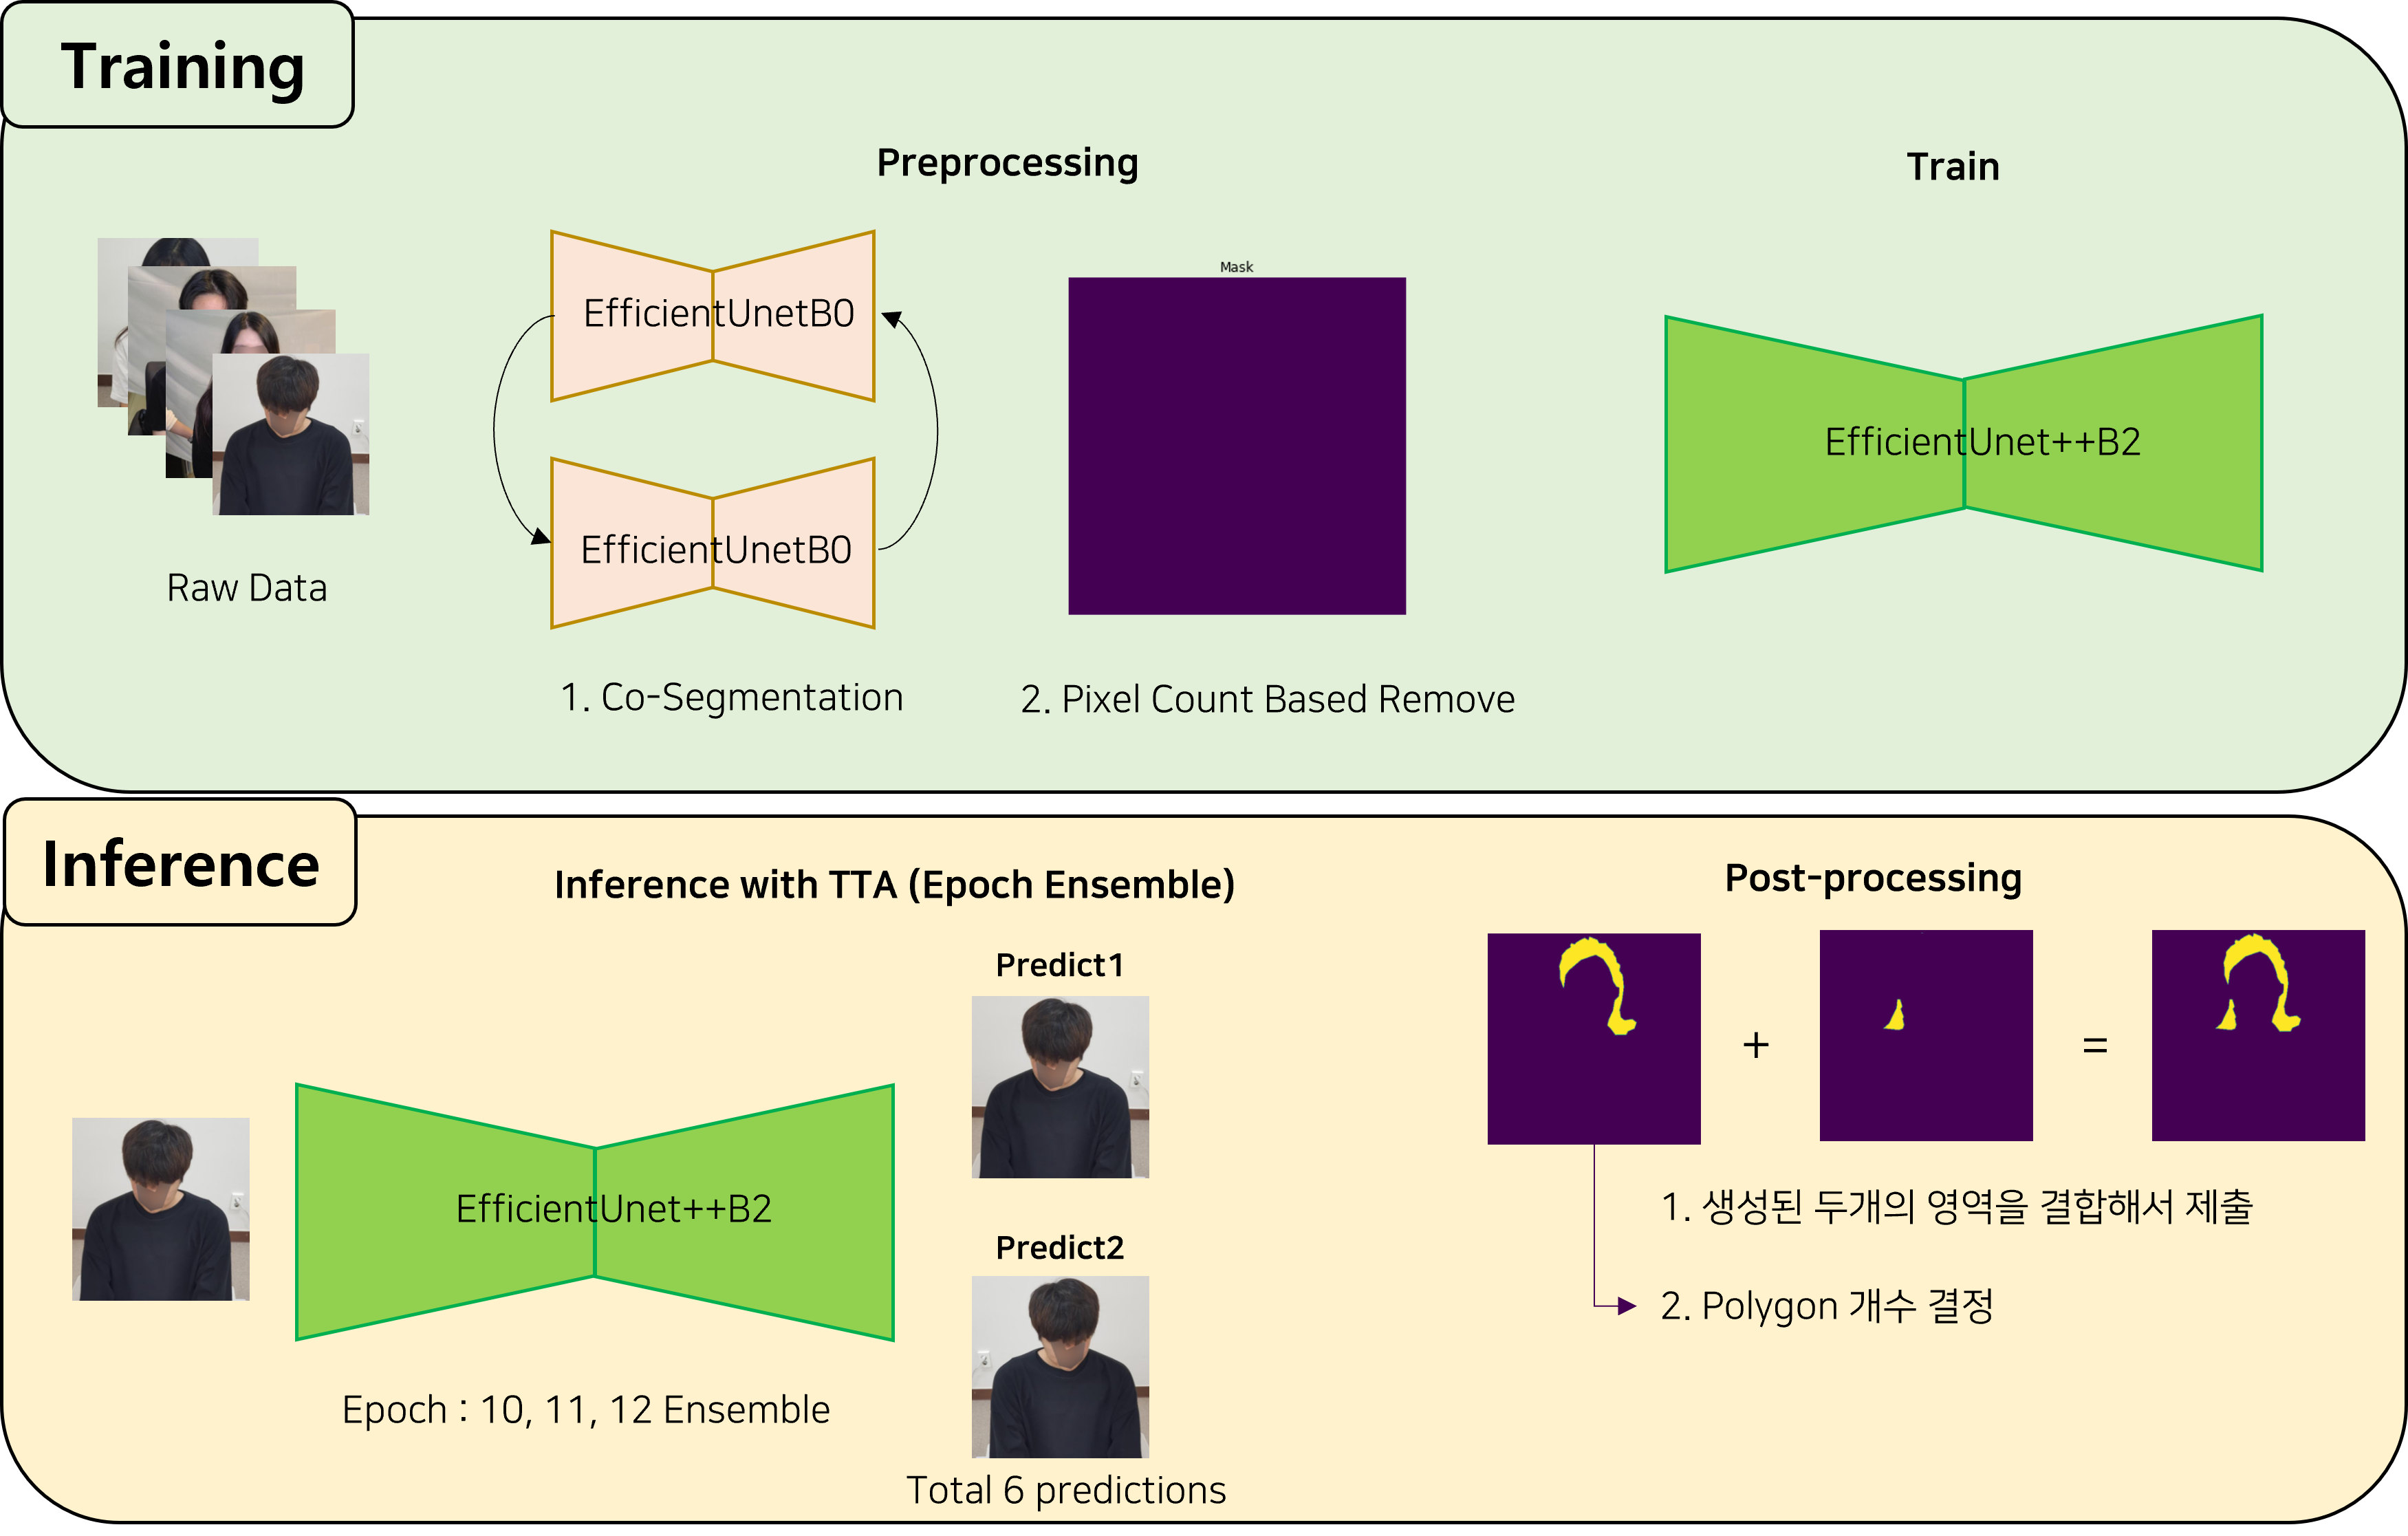 Training
Preprocessing
Train
Mask
EfficientUnetB0
EfficientUnet++B2
EfficientUnetB0
Raw Data
1. Co-Segmentation
2. Pixel Count Based Remove
Inference
Inference with TTA (Epoch Ensemble)
Post-processing
Predict1
+
=
EfficientUnet++B2
1. 생성된 두개의 영역을 결합해서 제출
Predict2
2. Polygon 개수 결정
Epoch : 10, 11, 12 Ensemble
Total 6 predictions